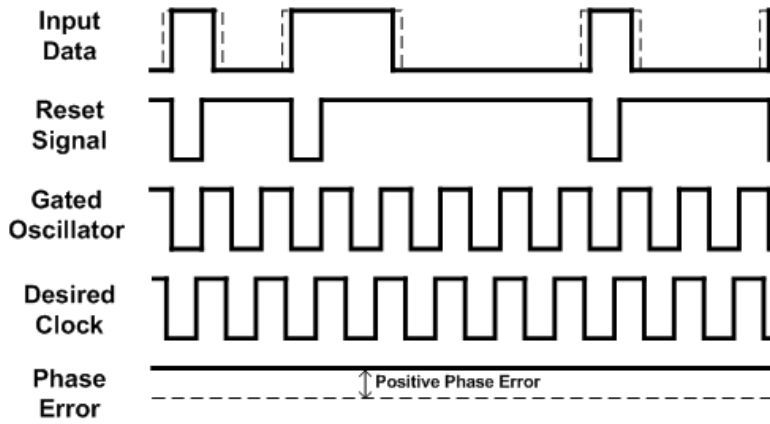 Input
Data
Reset
Signal
Gated
Oscillator
Desired
Clock
Phase
Error
Positive Phase Error